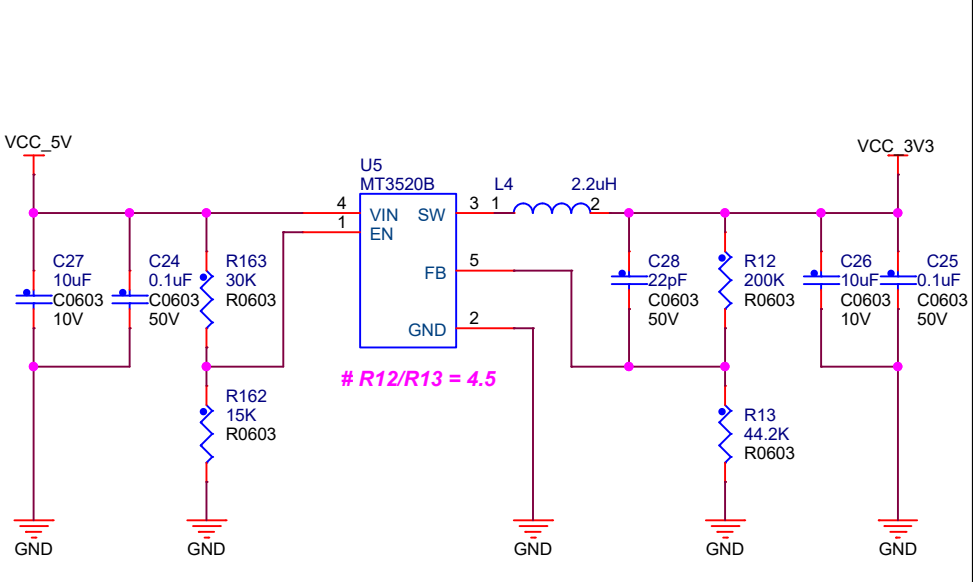 VCC_5V
VCC_3V3
U5
MT3520B
L4
2.2uH
4
VIN
SW
3
1
2
1
EN
C27
10uF
C0603
10V
C24
0.1uF
C0603
50V
R163
30K
R0603
FB
5
GND
2
C28
22pF
C0603
50V
R12
200K
R0603
C26
10uF
C0603
10V
C25
0.1uF
C0603
50V
# R12/R13 = 4.5
R162
15K
R0603
R13
44.2K
R0603
GND
GND
GND
GND
GND